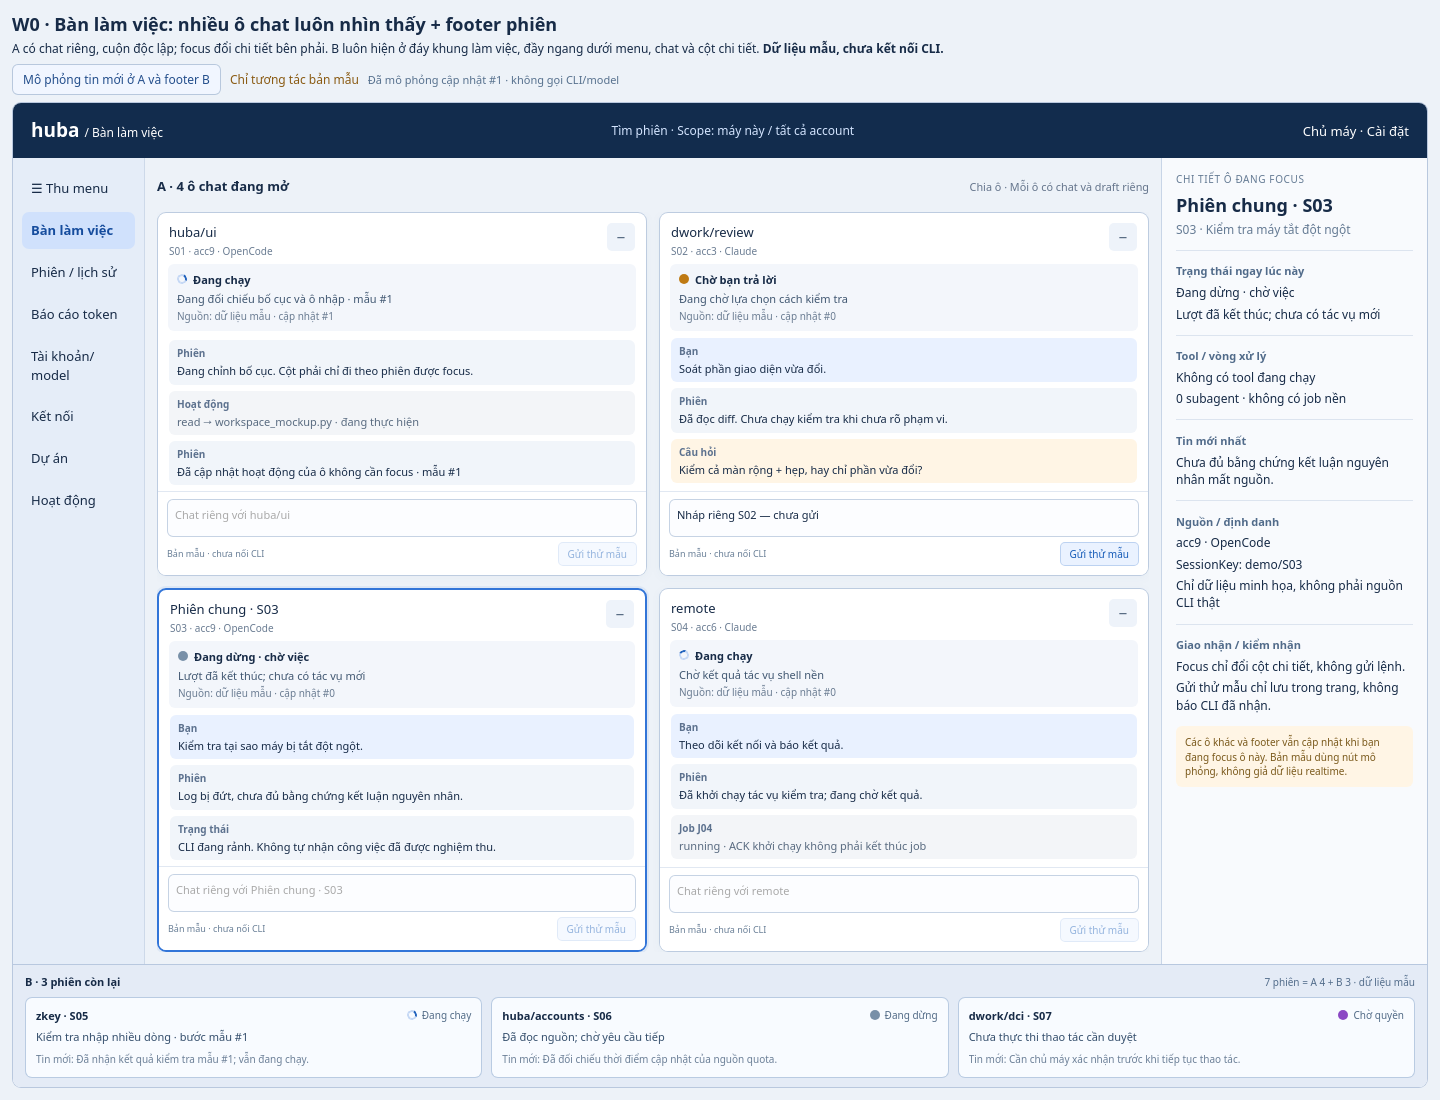 W0 · Bàn làm việc: nhiều ô chat luôn nhìn thấy + footer phiên
A có chat riêng, cuộn độc lập; focus đổi chi tiết bên phải. B luôn hiện ở đáy khung làm việc, đầy ngang dưới menu, chat và cột chi tiết. Dữ liệu mẫu, chưa kết nối CLI.
Mô phỏng tin mới ở A và footer B
Chỉ tương tác bản mẫu
Đã mô phỏng cập nhật #1 · không gọi CLI/model
huba / Bàn làm việc
Tìm phiên · Scope: máy này / tất cả account
Chủ máy · Cài đặt
☰ Thu menu
Bàn làm việc
Phiên / lịch sử
Báo cáo token
Tài khoản/
model
Kết nối
Dự án
Hoạt động
A · 4 ô chat đang mở
Chia ô · Mỗi ô có chat và draft riêng
huba/ui
S01 · acc9 · OpenCode
–
Đang chạy
Đang đối chiếu bố cục và ô nhập · mẫu #1
Nguồn: dữ liệu mẫu · cập nhật #1
Phiên
Đang chỉnh bố cục. Cột phải chỉ đi theo phiên được focus.
Hoạt động
read → workspace_mockup.py · đang thực hiện
Phiên
Đã cập nhật hoạt động của ô không cần focus · mẫu #1
Chat riêng với huba/ui
Bản mẫu · chưa nối CLI
Gửi thử mẫu
dwork/review
S02 · acc3 · Claude
–
Chờ bạn trả lời
Đang chờ lựa chọn cách kiểm tra
Nguồn: dữ liệu mẫu · cập nhật #0
Bạn
Soát phần giao diện vừa đổi.
Phiên
Đã đọc diff. Chưa chạy kiểm tra khi chưa rõ phạm vi.
Câu hỏi
Kiểm cả màn rộng + hẹp, hay chỉ phần vừa đổi?
Nháp riêng S02 — chưa gửi
Bản mẫu · chưa nối CLI
Gửi thử mẫu
Phiên chung · S03
S03 · acc9 · OpenCode
–
Đang dừng · chờ việc
Lượt đã kết thúc; chưa có tác vụ mới
Nguồn: dữ liệu mẫu · cập nhật #0
Bạn
Kiểm tra tại sao máy bị tắt đột ngột.
Phiên
Log bị đứt, chưa đủ bằng chứng kết luận nguyên nhân.
Trạng thái
CLI đang rảnh. Không tự nhận công việc đã được nghiệm thu.
Chat riêng với Phiên chung · S03
Bản mẫu · chưa nối CLI
Gửi thử mẫu
remote
S04 · acc6 · Claude
–
Đang chạy
Chờ kết quả tác vụ shell nền
Nguồn: dữ liệu mẫu · cập nhật #0
Bạn
Theo dõi kết nối và báo kết quả.
Phiên
Đã khởi chạy tác vụ kiểm tra; đang chờ kết quả.
Job J04
running · ACK khởi chạy không phải kết thúc job
Chat riêng với remote
Bản mẫu · chưa nối CLI
Gửi thử mẫu
CHI TIẾT Ô ĐANG FOCUS
Phiên chung · S03
S03 · Kiểm tra máy tắt đột ngột
Trạng thái ngay lúc này
Đang dừng · chờ việc
Lượt đã kết thúc; chưa có tác vụ mới
Tool / vòng xử lý
Không có tool đang chạy
0 subagent · không có job nền
Tin mới nhất
Chưa đủ bằng chứng kết luận nguyên
nhân mất nguồn.
Nguồn / định danh
acc9 · OpenCode
SessionKey: demo/S03
Chỉ dữ liệu minh họa, không phải nguồn
CLI thật
Giao nhận / kiểm nhận
Focus chỉ đổi cột chi tiết, không gửi lệnh.
Gửi thử mẫu chỉ lưu trong trang, không
báo CLI đã nhận.
Các ô khác và footer vẫn cập nhật khi bạn
đang focus ô này. Bản mẫu dùng nút mô
phỏng, không giả dữ liệu realtime.
B · 3 phiên còn lại
7 phiên = A 4 + B 3 · dữ liệu mẫu
zkey · S05
Đang chạy
Kiểm tra nhập nhiều dòng · bước mẫu #1
Tin mới: Đã nhận kết quả kiểm tra mẫu #1; vẫn đang chạy.
huba/accounts · S06
Đang dừng
Đã đọc nguồn; chờ yêu cầu tiếp
Tin mới: Đã đối chiếu thời điểm cập nhật của nguồn quota.
dwork/dci · S07
Chờ quyền
Chưa thực thi thao tác cần duyệt
Tin mới: Cần chủ máy xác nhận trước khi tiếp tục thao tác.